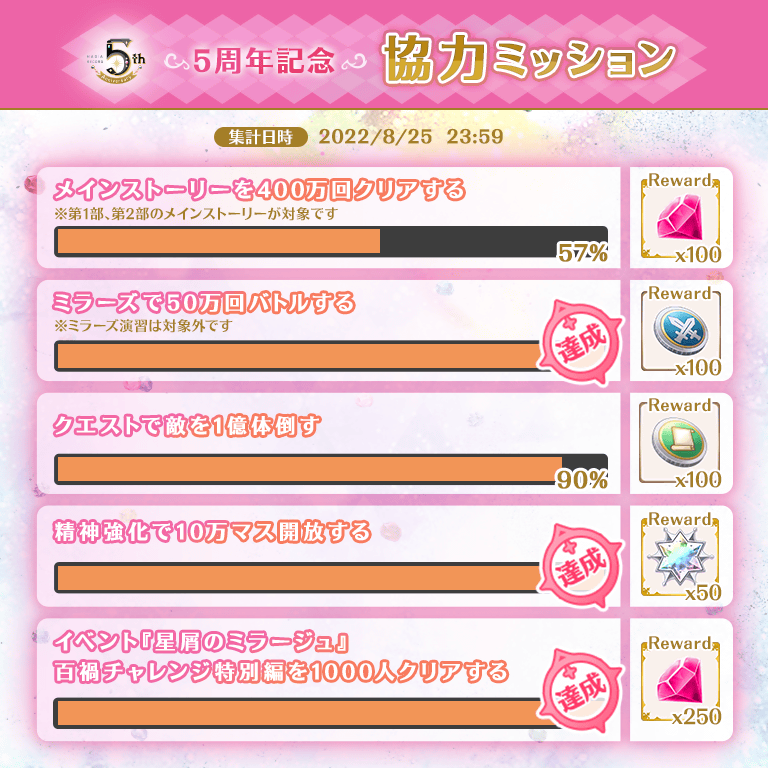 MAGIA RECORD
5th
Anniversary
5周年記念 協力ミッション
集計日時 2022/8/25 23:59
メインストーリーを400万回クリアする
※第1部、第2部のメインストーリーが対象です
57%
Reward
x100
ミラーズで50万回バトルする
※ミラーズ演習は対象外です
達成
Reward
x100
クエストで敵を1億体倒す
90%
Reward
x100
精神強化で10万マス開放する
達成
Reward
x50
イベント『星屑のミラージュ』
百禍チャレンジ特別編を1000人クリアする
達成
Reward
x250